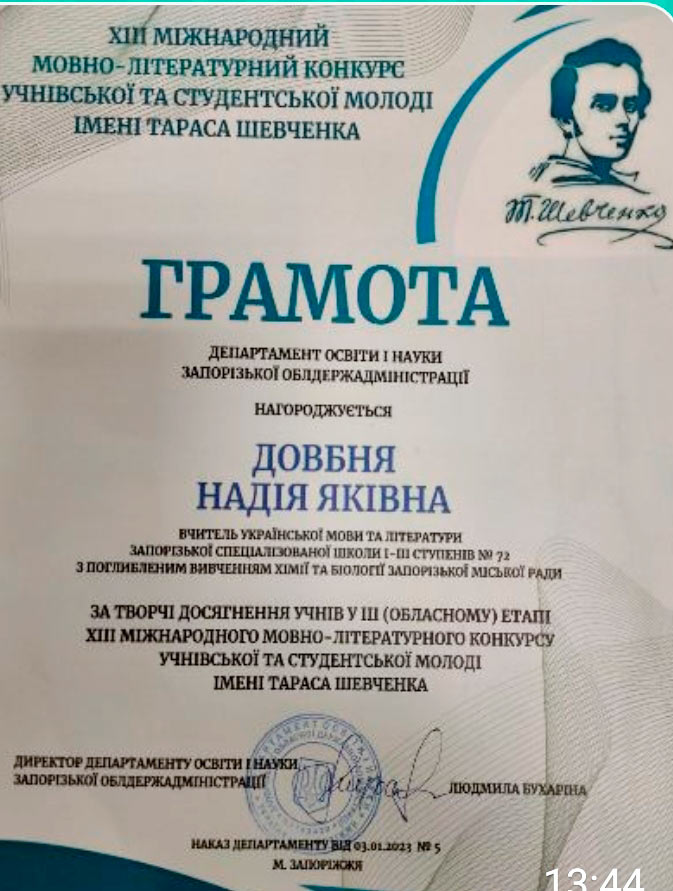 XIII МІЖНАРОДНИЙ
МОВНО-ЛІТЕРАТУРНИЙ КОНКУРС
УЧНІВСЬКОЇ ТА СТУДЕНТСЬКОЇ МОЛОДІ
ІМЕНІ ТАРАСА ШЕВЧЕНКА
Т. Шевченко
ГРАМОТА
ДЕПАРТАМЕНТ ОСВІТИ І НАУКИ
ЗАПОРІЗЬКОЇ ОБЛДЕРЖАДМІНІСТРАЦІЇ
НАГОРОДЖУЄТЬСЯ
ДОВБНЯ
НАДІЯ ЯКІВНА
ВЧИТЕЛЬ УКРАЇНСЬКОЇ МОВИ ТА ЛІТЕРАТУРИ
ЗАПОРІЗЬКОЇ СПЕЦІАЛІЗОВАНОЇ ШКОЛИ І-ІІІ СТУПЕНІВ № 72
З ПОГЛИБЛЕНИМ ВИВЧЕННЯМ ХІМІЇ ТА БІОЛОГІЇ ЗАПОРІЗЬКОЇ МІСЬКОЇ РАДИ
ЗА ТВОРЧІ ДОСЯГНЕННЯ УЧНІВ У ІІІ (ОБЛАСНОМУ) ЕТАПІ
XIII МІЖНАРОДНОГО МОВНО-ЛІТЕРАТУРНОГО КОНКУРСУ
УЧНІВСЬКОЇ ТА СТУДЕНТСЬКОЇ МОЛОДІ
ІМЕНІ ТАРАСА ШЕВЧЕНКА
ДИРЕКТОР ДЕПАРТАМЕНТУ ОСВІТИ І НАУКИ
ЗАПОРІЗЬКОЇ ОБЛДЕРЖАДМІНІСТРАЦІЇ
ЛЮДМИЛА БУХАРІНА
НАКАЗ ДЕПАРТАМЕНТУ ВІД 03.01.2023 № 5
М. ЗАПОРІЖЖЯ
13:44